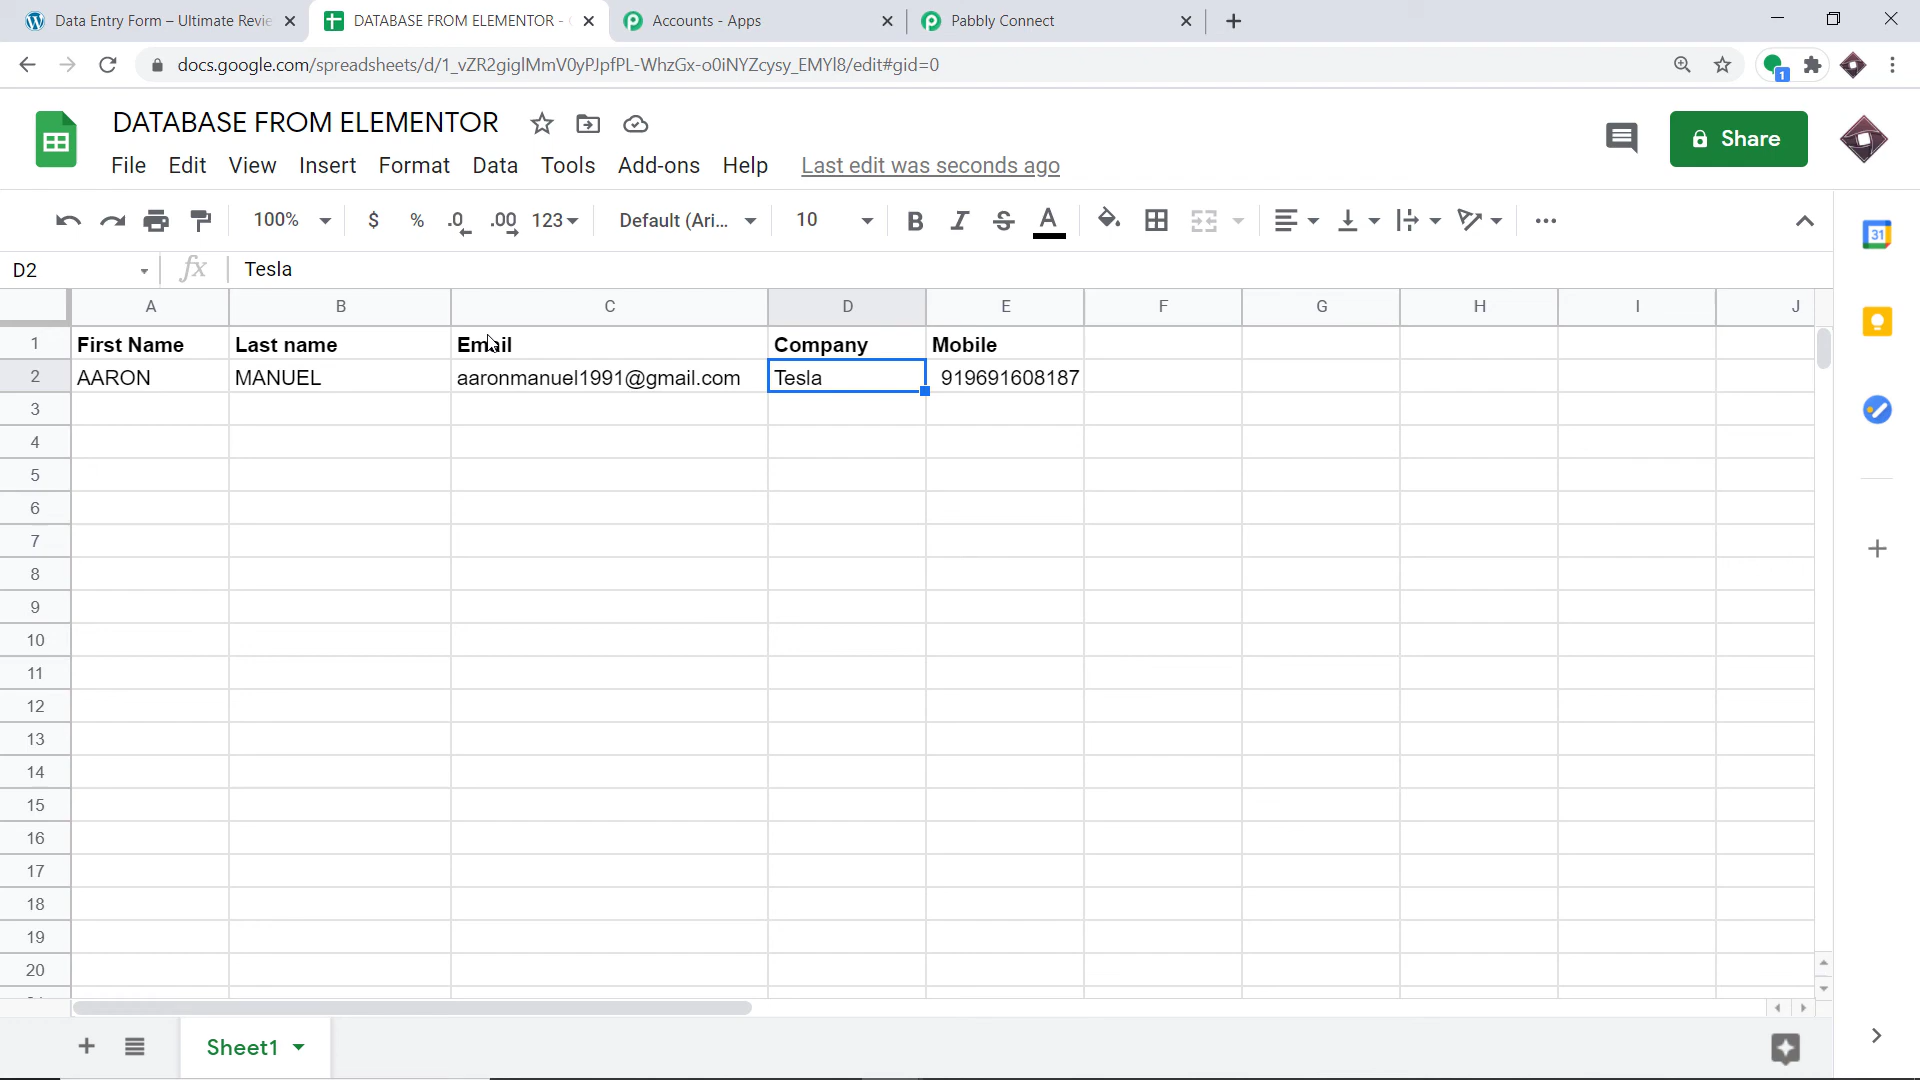 Data Entry Form – Ultimate Revie
DATABASE FROM ELEMENTOR -
Accounts - Apps
Pabbly Connect
docs.google.com/spreadsheets/d/1_vZR2giglMmV0yPJpfPL-WhzGx-o0iNYZcysy_EMYl8/edit#gid=0
1
DATABASE FROM ELEMENTOR
Share
File Edit View Insert Format Data Tools Add-ons Help Last edit was seconds ago
100% $ % .0 .00 123 Default (Ari... 10 B I S A
31
D2 fx Tesla
A B C D E F G H I J
1 First Name Last name Email Company Mobile
2 AARON MANUEL aaronmanuel1991@gmail.com Tesla 919691608187
3
4
5
6
7
8
9
10
11
12
13
14
15
16
17
18
19
20
Sheet1